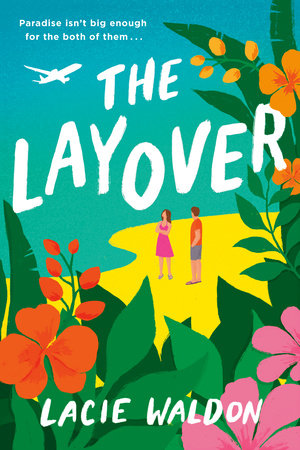 Paradise isn't big enough
for the both of them...
THE
LAYOVER
LACIE WALDON